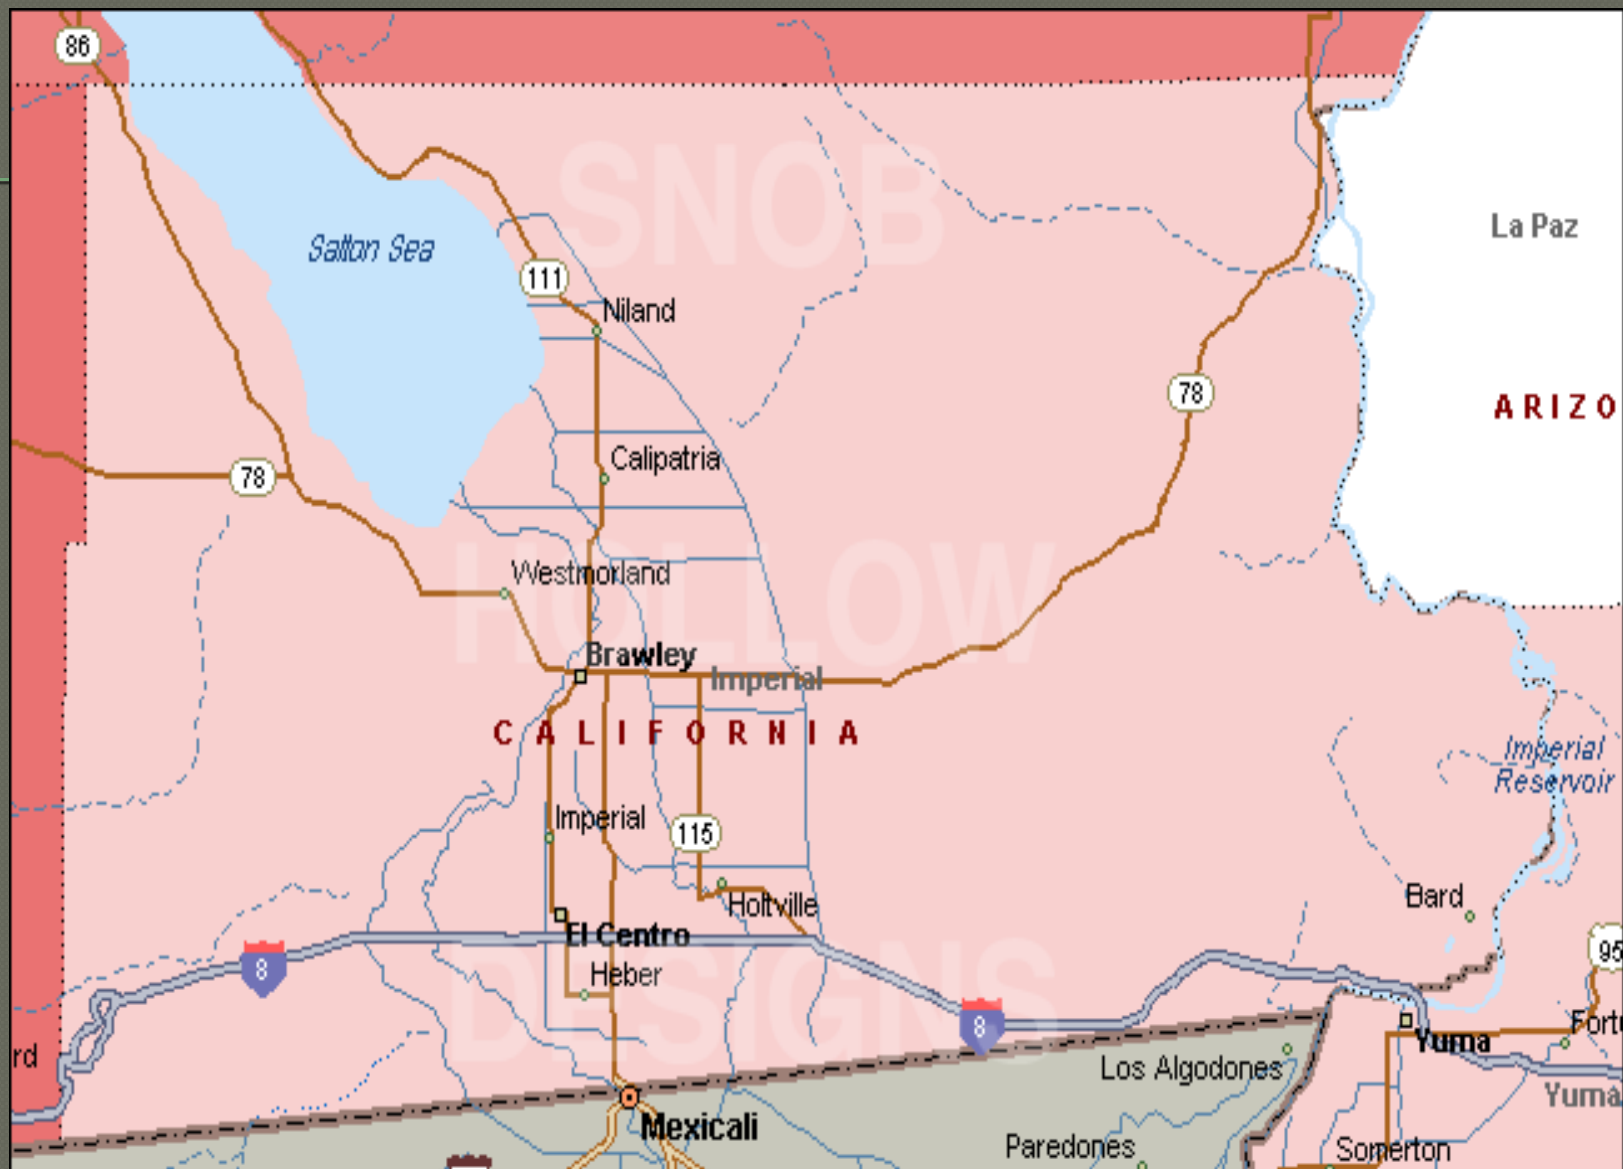 86
SNOB
La Paz
Salton Sea
111
Niland
78
ARIZO
Calipatria
78
Westmorland
HOLLOW
Brawley
Imperial
CALIFORNIA
Imperial
Reservoir
Imperial
115
Bard
Holtville
El Centro
95
8
Heber
DESIGNS
8
Fort
Yuma
rd
Los Algodones
Yuma
Mexicali
Paredones
Somerton